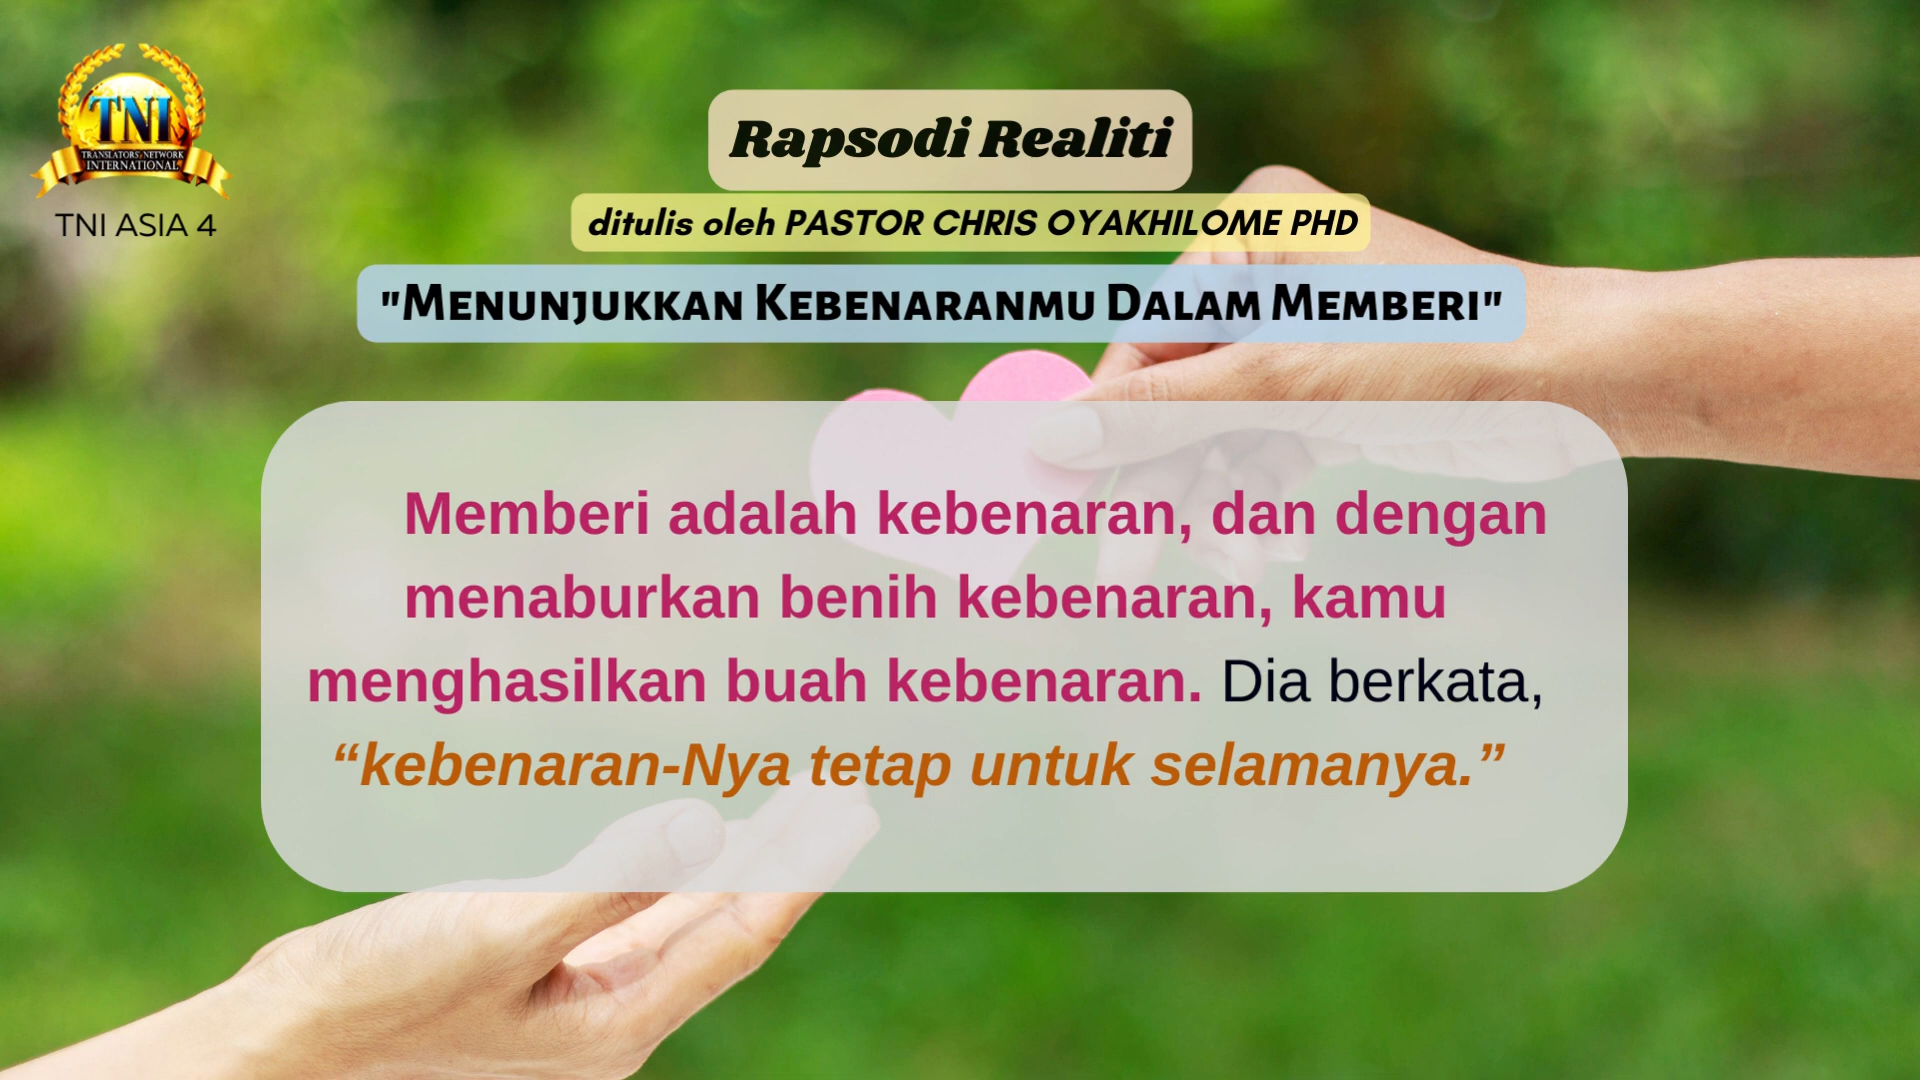 TNI
TRANSLATORS' NETWORK
INTERNATIONAL
TNI ASIA 4
Rapsodi Realiti
ditulis oleh PASTOR CHRIS OYAKHILOME PHD
"Menunjukkan Kebenaranmu Dalam Memberi"
Memberi adalah kebenaran, dan dengan
menaburkan benih kebenaran, kamu
menghasilkan buah kebenaran. Dia berkata,
“kebenaran-Nya tetap untuk selamanya.”